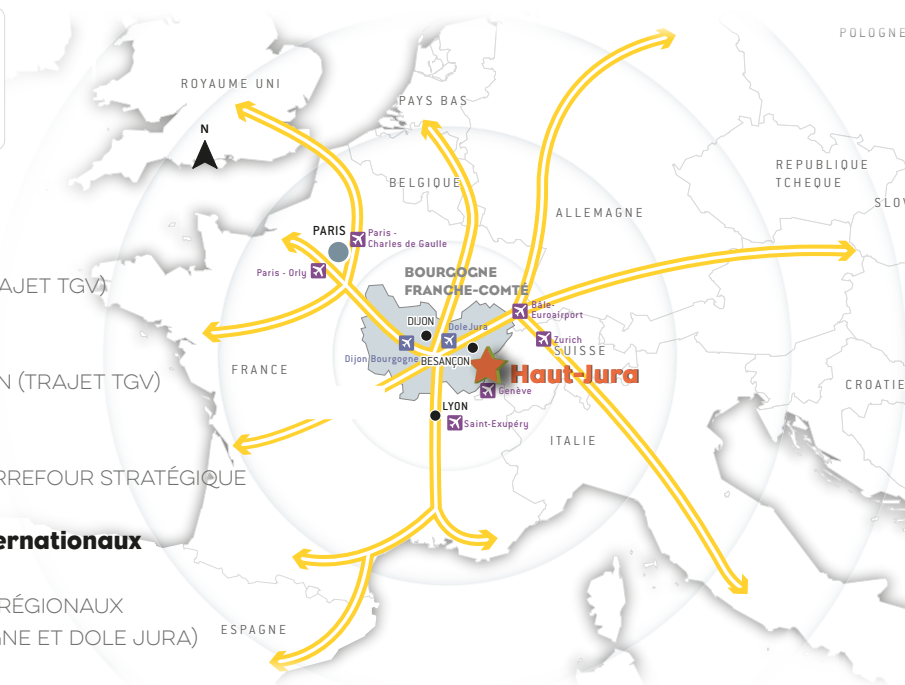 POLOGNE
ROYAUME UNI
PAYS BAS
N
REPUBLIQUE
TCHEQUE
BELGIQUE
SLOV
ALLEMAGNE
PARIS
Paris -
Charles de Gaulle
Paris - Orly
BOURGOGNE
FRANCHE-COMTÉ
AJET TGV)
Bâle-
Euroairport
DIJON
DoleJura
Zurich
SUISSE
Dijon Bourgogne
BESANÇON
FRANCE
Haut-Jura
N (TRAJET TGV)
CROATIE
Genève
LYON
Saint-Exupéry
ITALIE
RREFOUR STRATÉGIQUE
ernationaux
RÉGIONAUX
GNE ET DOLE JURA)
ESPAGNE